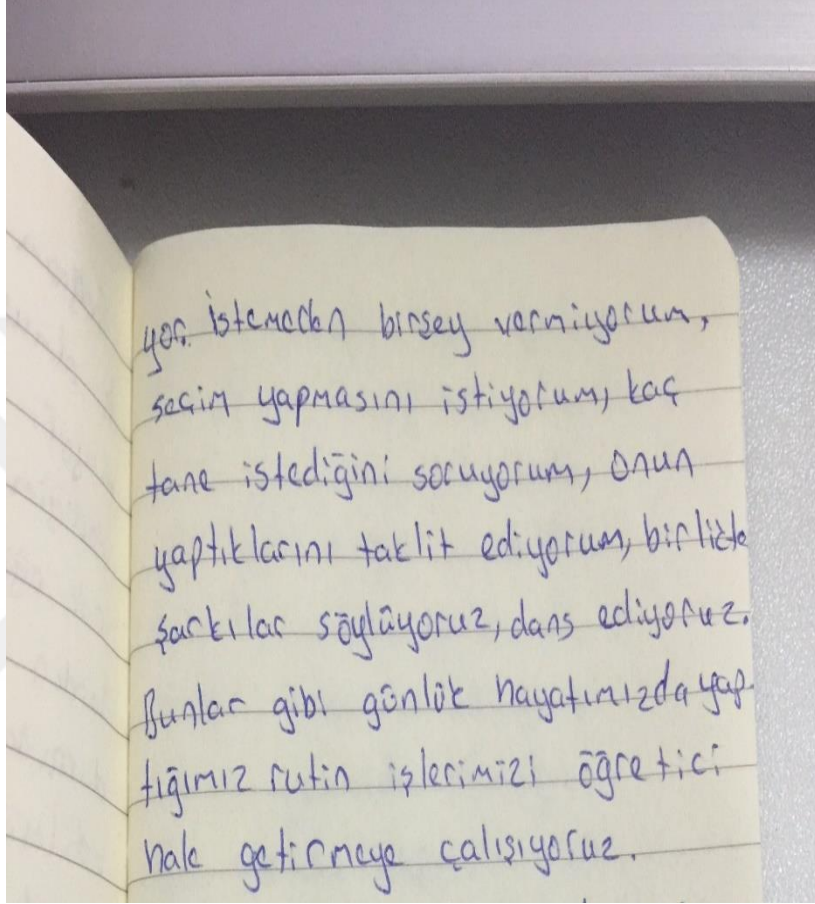 yor. İstemeden birşey vermiyorum,
seçim yapmasını istiyorum, kaç
tane istediğini soruyorum, onun
yaptıklarını taklit ediyorum, birlikte
şarkılar söylüyoruz, dans ediyoruz.
Bunlar gibi günlük hayatımızda yap-
tığımız rutin işlerimizi öğretici
hale getirmeye çalışıyoruz.